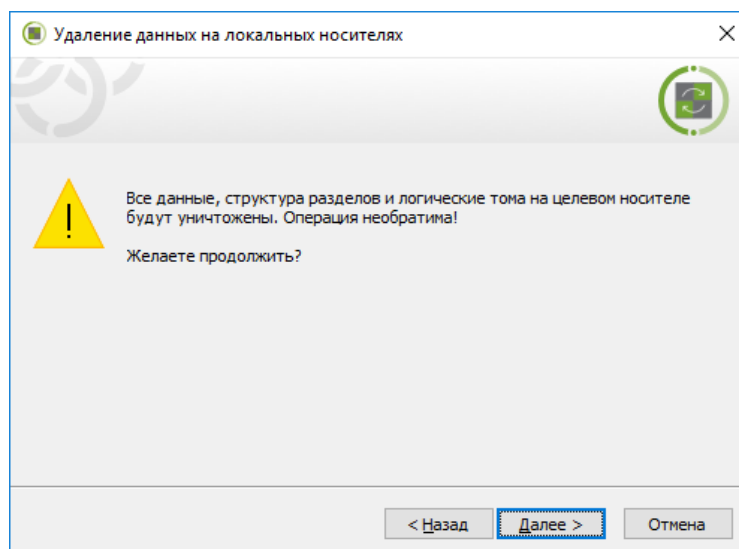 Удаление данных на локальных носителях
Все данные, структура разделов и логические тома на целевом носителе
будут уничтожены. Операция необратима!
Желаете продолжить?
< Назад
Далее >
Отмена